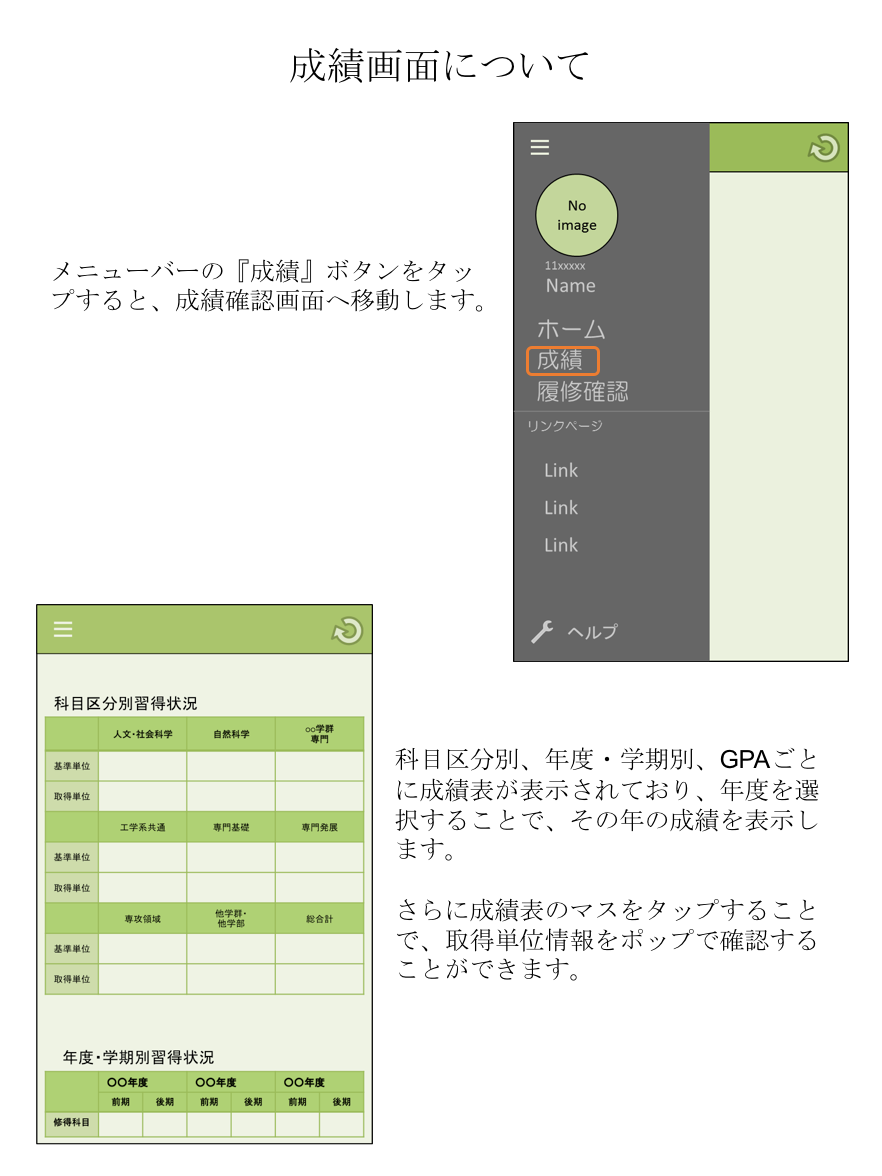 成績画面について
メニューバーの『成績』ボタンをタッ
プすると、成績確認画面へ移動します。
No
image
11xxxxx
Name
ホーム
成績
履修確認
リンクページ
Link
Link
Link
ヘルプ
科目区分別習得状況
人文・社会科学 自然科学 ○○学群
専門
基準単位
取得単位
工学系共通 専門基礎 専門発展
基準単位
取得単位
専攻領域 他学群・
他学部 総合計
基準単位
取得単位
年度・学期別習得状況
〇〇年度 〇〇年度 〇〇年度
前期 後期 前期 後期 前期 後期
修得科目
科目区分別、年度・学期別、GPAごと
に成績表が表示されており、年度を選
択することで、その年の成績を表示し
ます。
さらに成績表のマスをタップすること
で、取得単位情報をポップで確認する
ことができます。